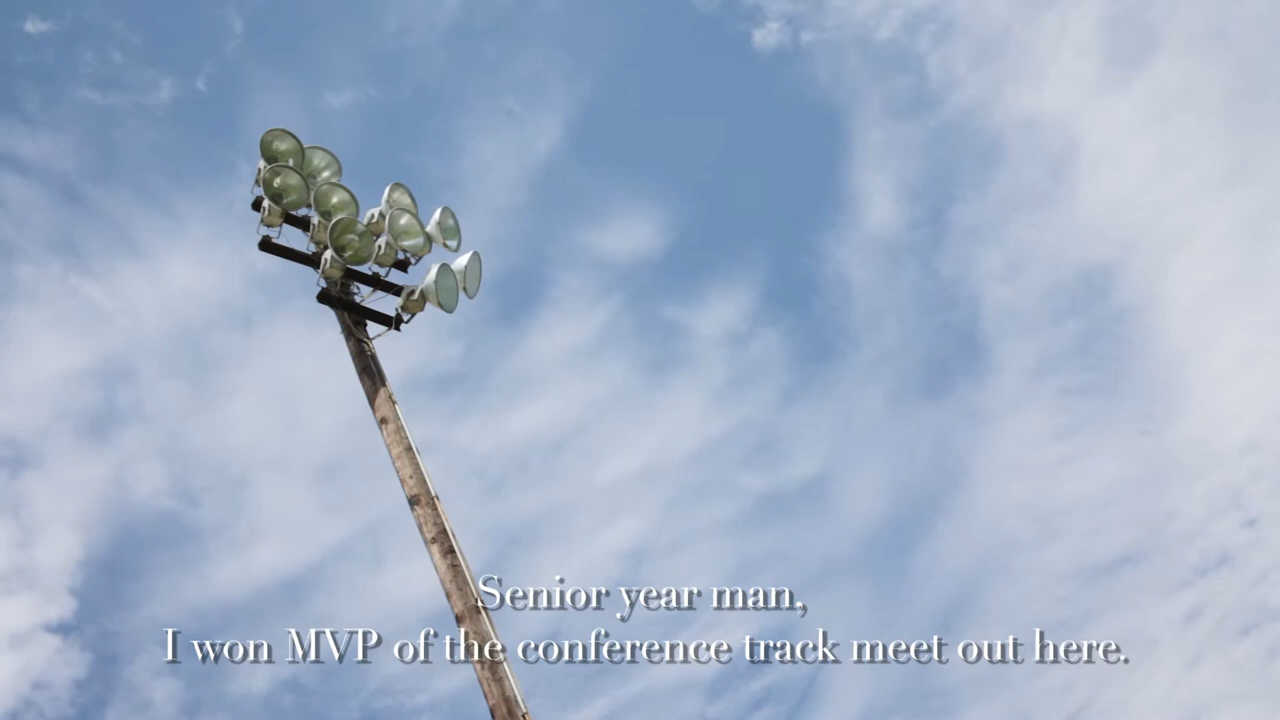 Senior year man,
I won MVP of the conference track meet out here.